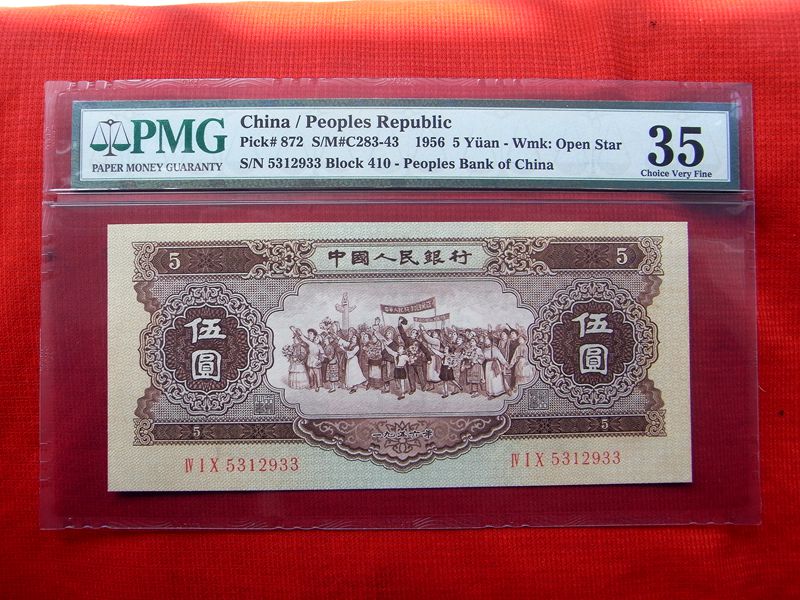 PMG
PAPER MONEY GUARANTY
China / Peoples Republic
Pick# 872 S/M#C283-43 1956 5 Yüan - Wmk: Open Star
S/N 5312933 Block 410 - Peoples Bank of China
35
Choice Very Fine
5 中國人民銀行 5
伍圓 伍圓
5 一九五六年 5
Ⅳ Ⅰ Ⅹ 5312933 Ⅳ Ⅰ Ⅹ 5312933